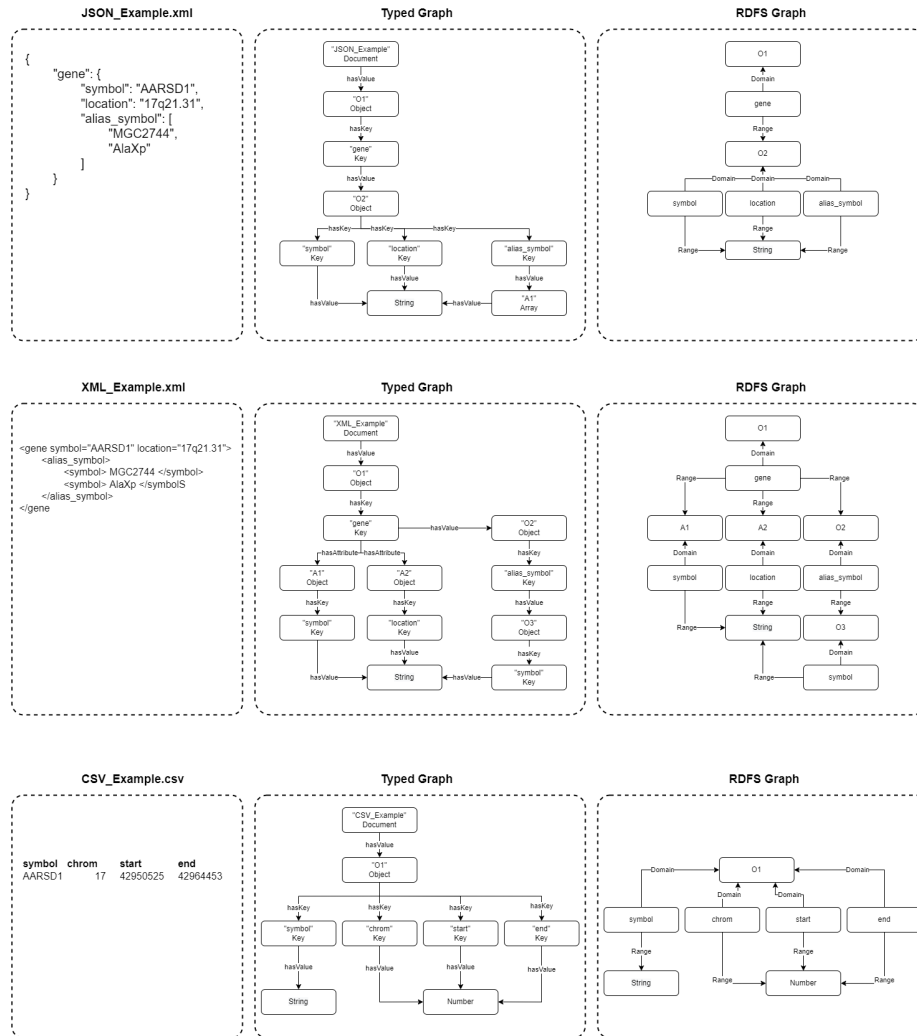 JSON_Example.xml
{
"gene": {
"symbol": "AARSD1",
"location": "17q21.31",
"alias_symbol": [
"MGC2744",
"AlaXp"
]
}
}
Typed Graph
"JSON_Example"
Document
hasValue
"O1"
Object
hasKey
"gene"
Key
hasValue
"O2"
Object
hasKey hasKey hasKey
"symbol"
Key
"location"
Key
"alias_symbol"
Key
hasValue hasValue
hasValue
String
hasValue
"A1"
Array
RDFS Graph
O1
Domain
gene
Range
O2
Domain Domain Domain
symbol location alias_symbol
Range
Range String Range
XML_Example.xml
<gene symbol="AARSD1" location="17q21.31">
<alias_symbol>
<symbol> MGC2744 </symbol>
<symbol> AlaXp </symbolS
</alias_symbol>
</gene
Typed Graph
"XML_Example"
Document
hasValue
"O1"
Object
hasKey
"gene"
Key
hasValue
"O2"
Object
hasAttribute hasAttribute hasKey
"A1"
Object
"A2"
Object
"alias_symbol"
Key
hasKey hasKey hasValue
"symbol"
Key
"location"
Key
"O3"
Object
hasValue hasKey
hasValue
String
hasValue
"symbol"
Key
RDFS Graph
O1
Domain
gene
Range Range Range
A1 A2 O2
Domain Domain Domain
symbol location alias_symbol
Range Range
Range String O3
Domain
Range symbol
CSV_Example.csv
symbol chrom start end
AARSD1 17 42950525 42964453
Typed Graph
"CSV_Example"
Document
hasValue
"O1"
Object
hasKey hasKey hasKey hasKey
"symbol"
Key
"chrom"
Key
"start"
Key
"end"
Key
hasValue hasValue hasValue hasValue
String Number
RDFS Graph
Domain O1 Domain
Domain Domain
symbol chrom start end
Range Range
String Range Number Range